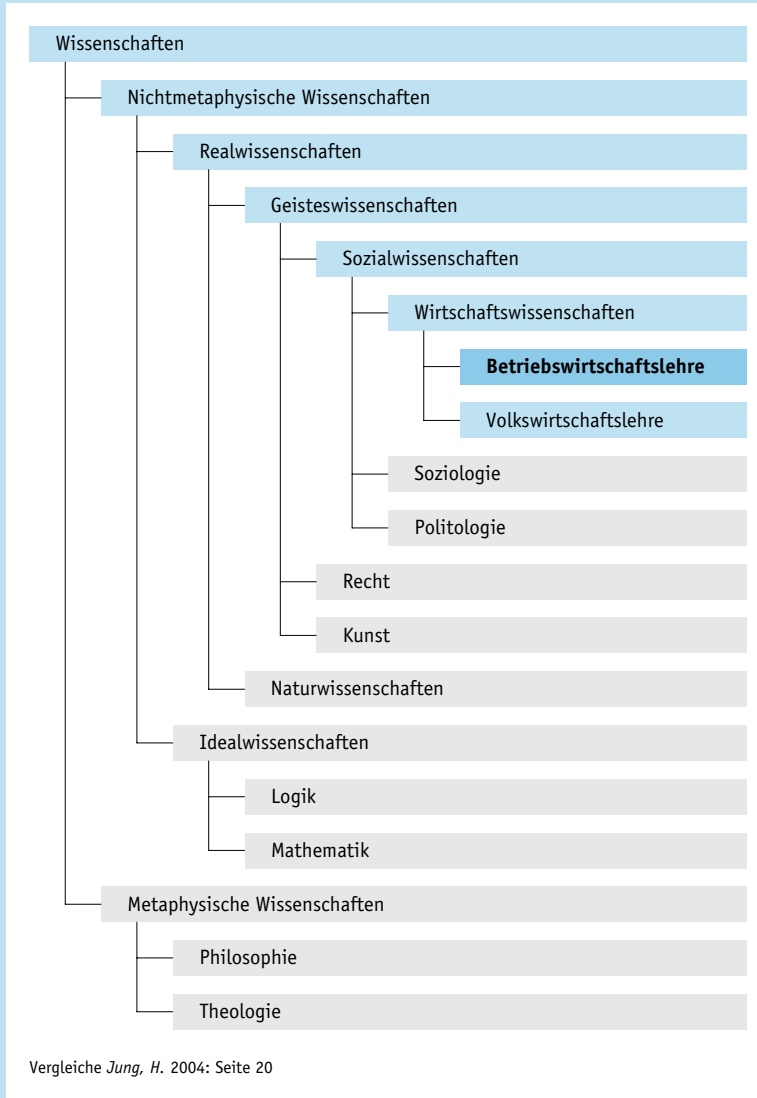 Wissenschaften
Nichtmetaphysische Wissenschaften
Realwissenschaften
Geisteswissenschaften
Sozialwissenschaften
Wirtschaftswissenschaften
Betriebswirtschaftslehre
Volkswirtschaftslehre
Soziologie
Politologie
Recht
Kunst
Naturwissenschaften
Idealwissenschaften
Logik
Mathematik
Metaphysische Wissenschaften
Philosophie
Theologie
Vergleiche Jung, H. 2004: Seite 20